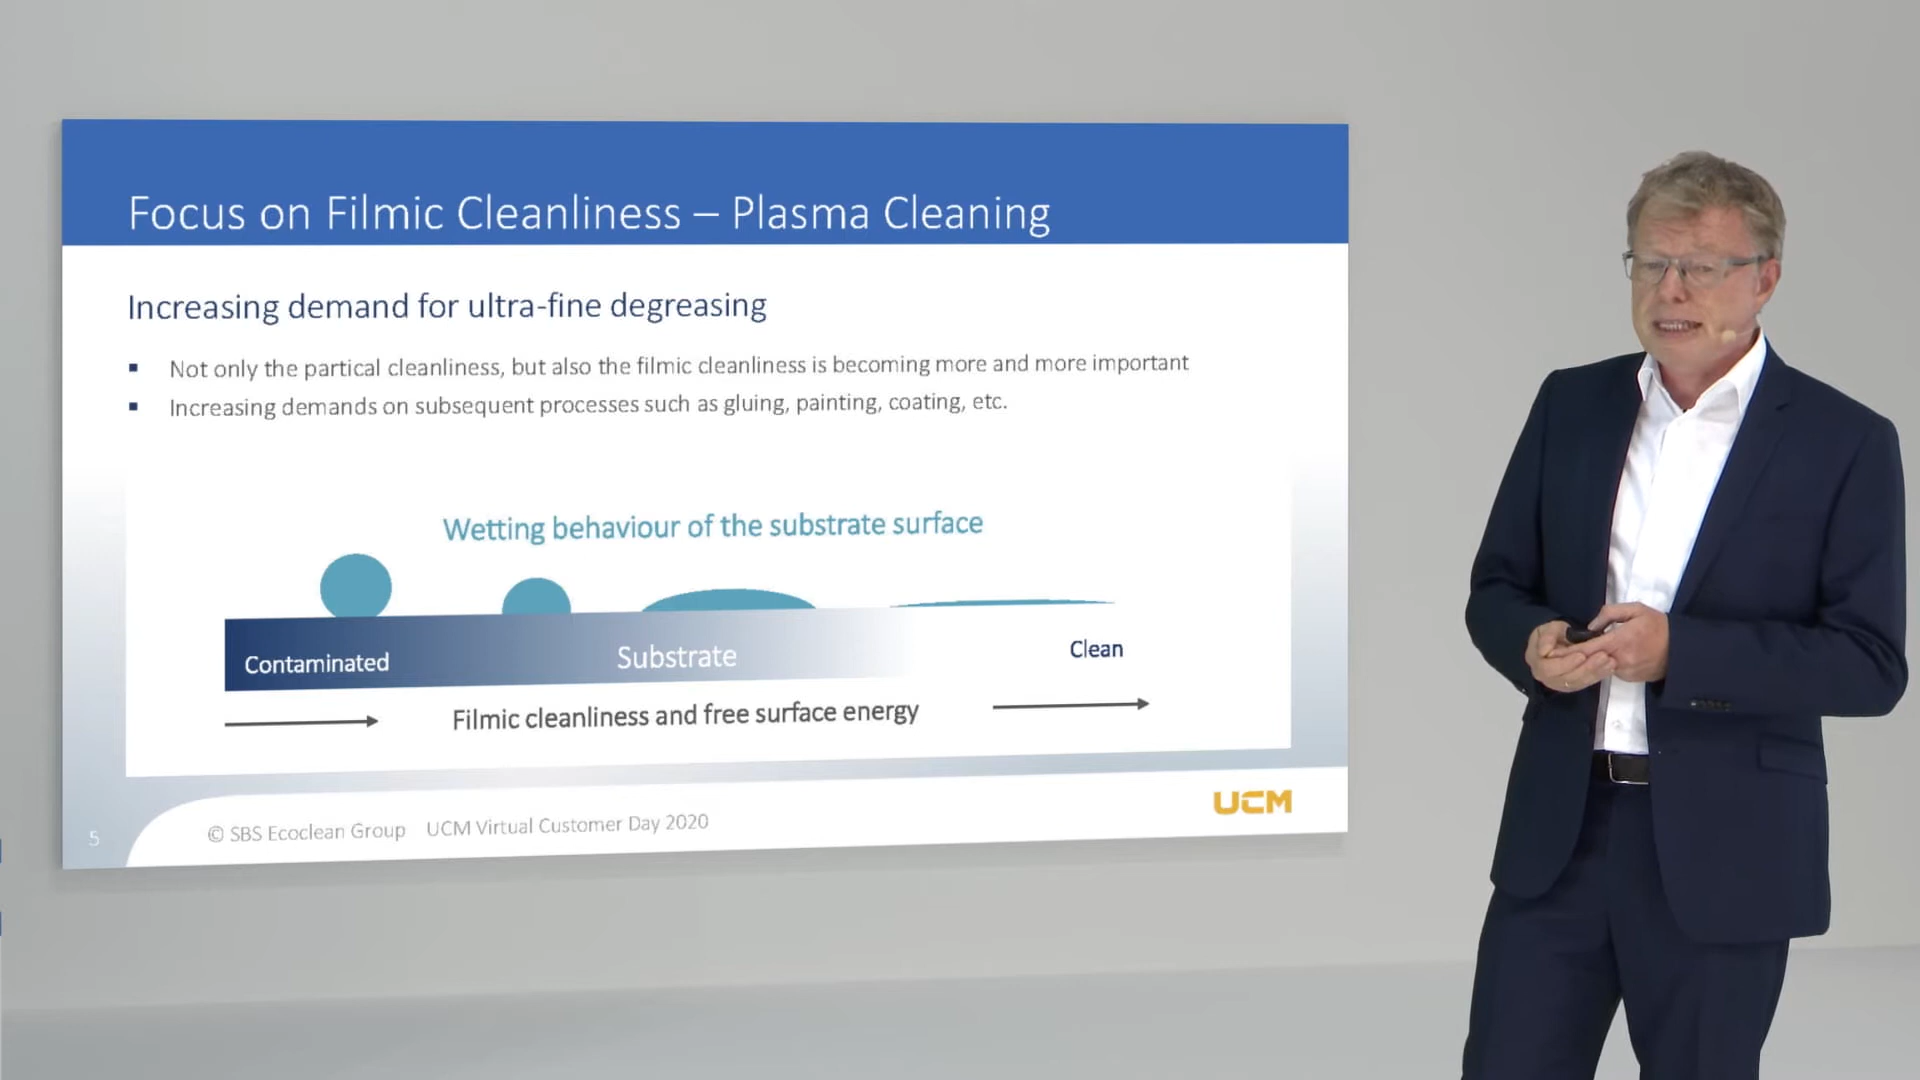 Focus on Filmic Cleanliness – Plasma Cleaning
Increasing demand for ultra-fine degreasing
▪ Not only the partical cleanliness, but also the filmic cleanliness is becoming more and more important
▪ Increasing demands on subsequent processes such as gluing, painting, coating, etc.
Wetting behaviour of the substrate surface
Contaminated Substrate Clean
Filmic cleanliness and free surface energy
5 © SBS Ecoclean Group UCM Virtual Customer Day 2020 UCM